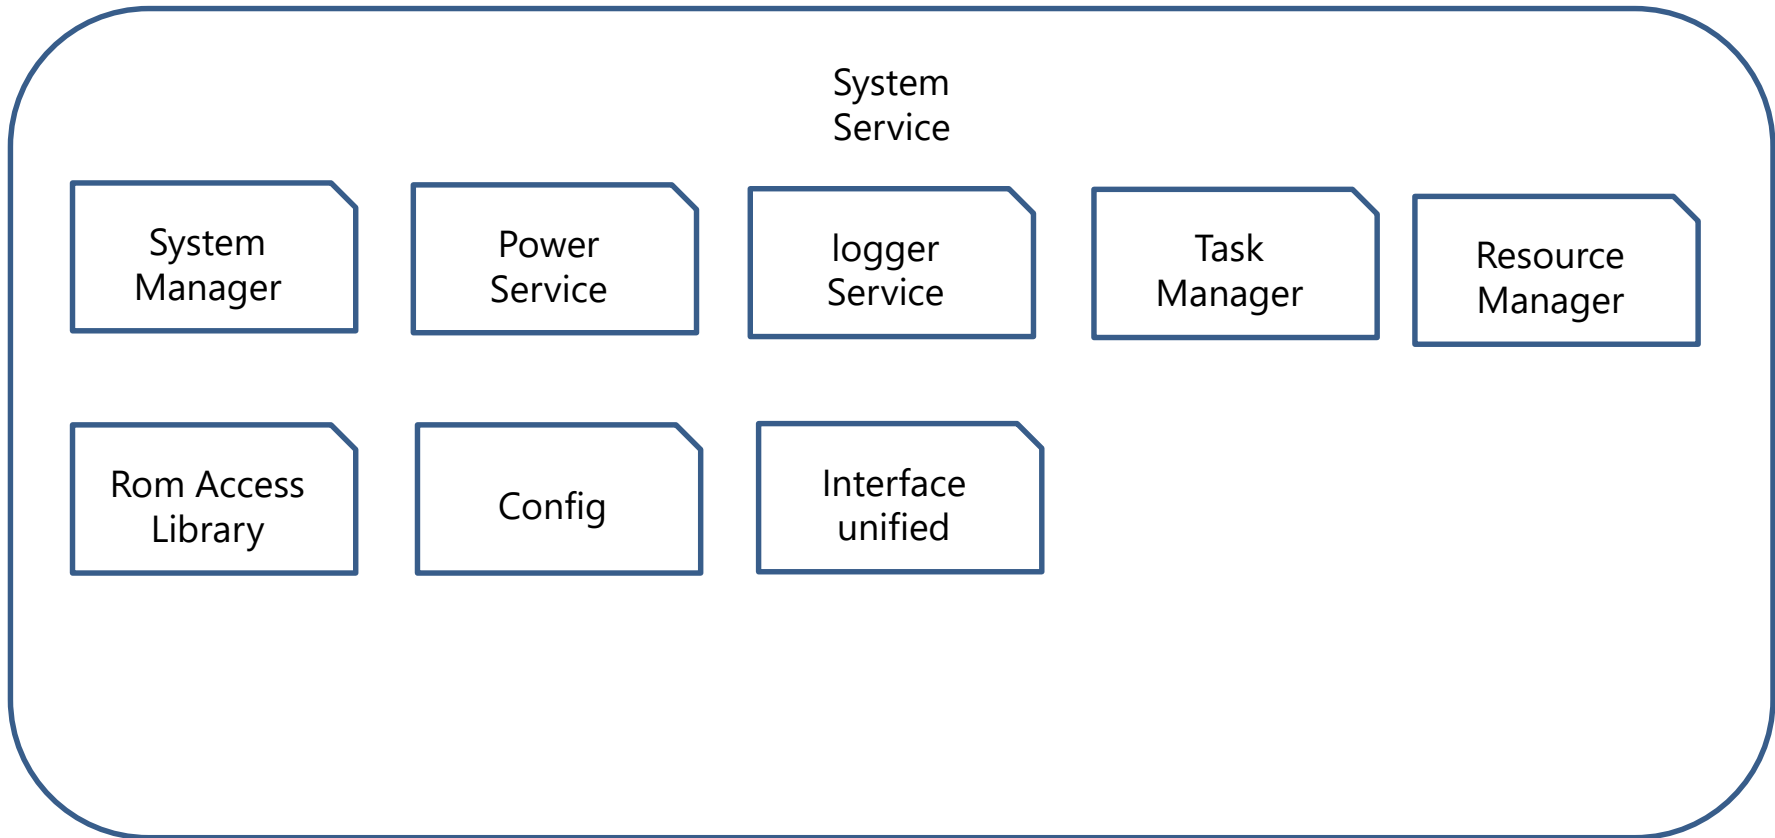 System
Service
System
Manager
Power
Service
logger
Service
Task
Manager
Resource
Manager
Rom Access
Library
Config
Interface
unified